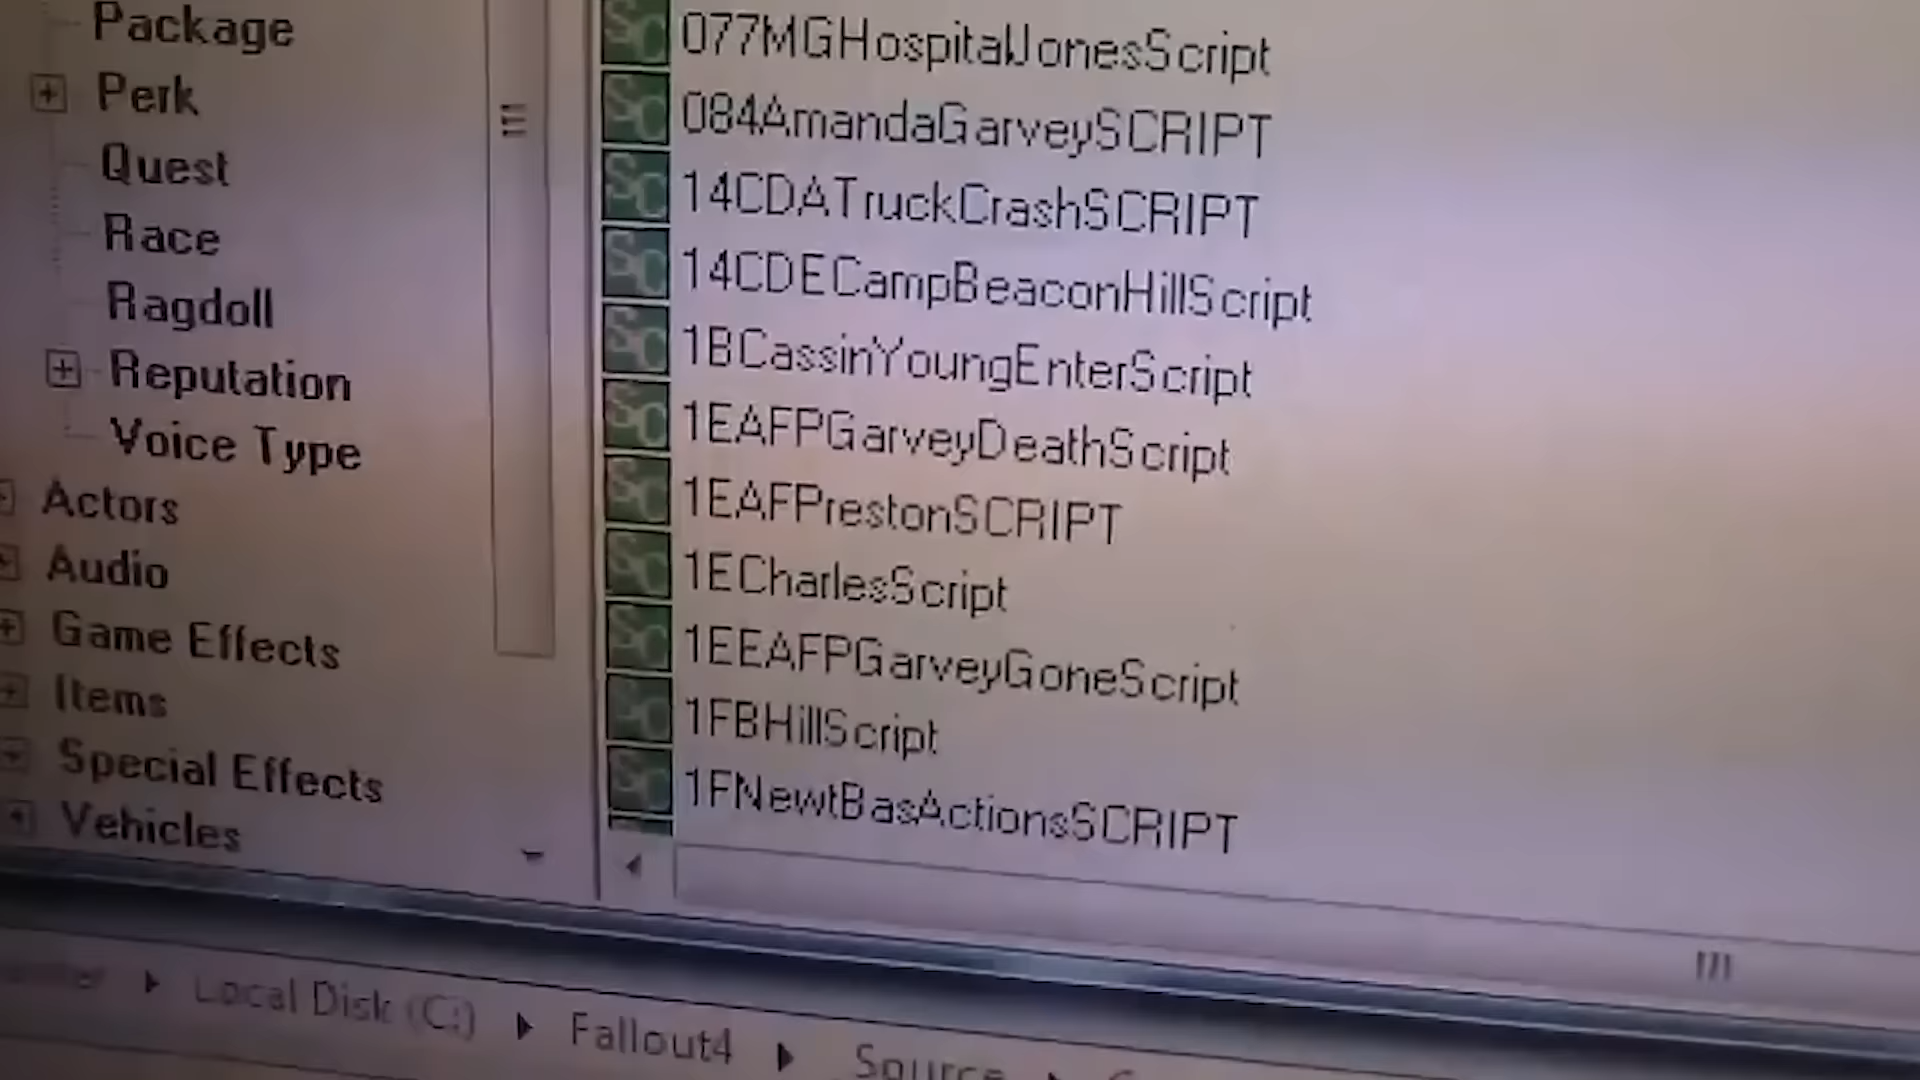 Package
Perk
Quest
Race
Ragdoll
Reputation
Voice Type
Actors
Audio
Game Effects
Items
Special Effects
Vehicles
077MGHospitalJonesScript
084AmandaGarveySCRIPT
14CDATruckCrashSCRIPT
14CDECampBeaconHillScript
1BCassinYoungEnterScript
1EAFPGarveyDeathScript
1EAFPrestonSCRIPT
1ECharlesScript
1EEAFPGarveyGoneScript
1FBHillScript
1FNewtBasActionsSCRIPT
Local Disk (C:) Fallout4 Source